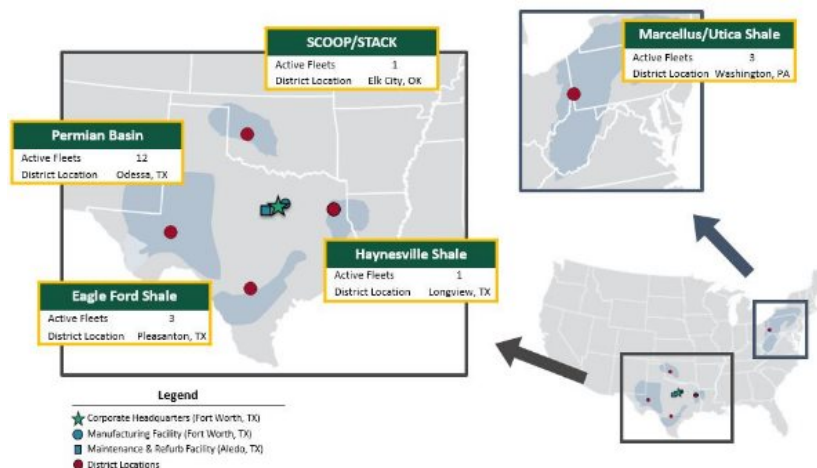 SCOOP/STACK
Active Fleets 1
District Location Elk City, OK
Marcellus/Utica Shale
Active Fleets 3
District Location Washington, PA
Permian Basin
Active Fleets 12
District Location Odessa, TX
Haynesville Shale
Active Fleets 1
District Location Longview, TX
Eagle Ford Shale
Active Fleets 3
District Location Pleasanton, TX
Legend
Corporate Headquarters (Fort Worth, TX)
Manufacturing Facility (Fort Worth, TX)
Maintenance & Refurb Facility (Aledo, TX)
District Locations